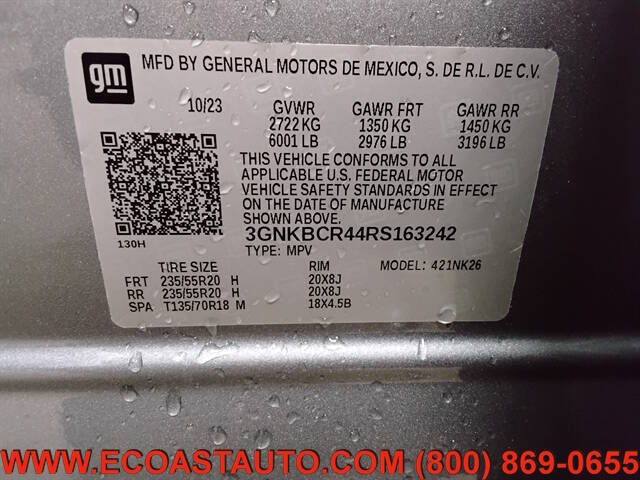 gm
MFD BY GENERAL MOTORS DE MEXICO, S. DE R.L. DE C.V.
10/23 GVWR GAWR FRT GAWR RR
2722 KG 1350 KG 1450 KG
6001 LB 2976 LB 3196 LB
THIS VEHICLE CONFORMS TO ALL
APPLICABLE U.S. FEDERAL MOTOR
VEHICLE SAFETY STANDARDS IN EFFECT
ON THE DATE OF MANUFACTURE
SHOWN ABOVE.
3GNKBCR44RS163242
130H TYPE: MPV
TIRE SIZE RIM MODEL: 421NK26
FRT 235/55R20 H 20X8J
RR 235/55R20 H 20X8J
SPA T135/70R18 M 18X4.5B
WWW.ECOASTAUTO.COM (800) 869-0655